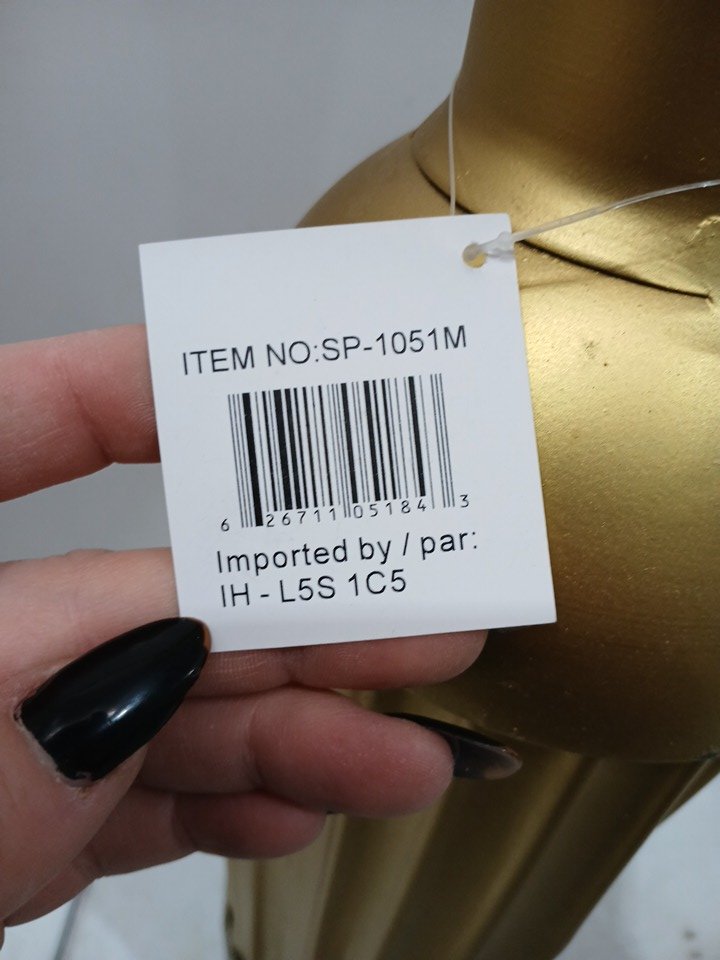 ITEM NO:SP-1051M
6 26711 05184 3
Imported by / par:
IH - L5S 1C5